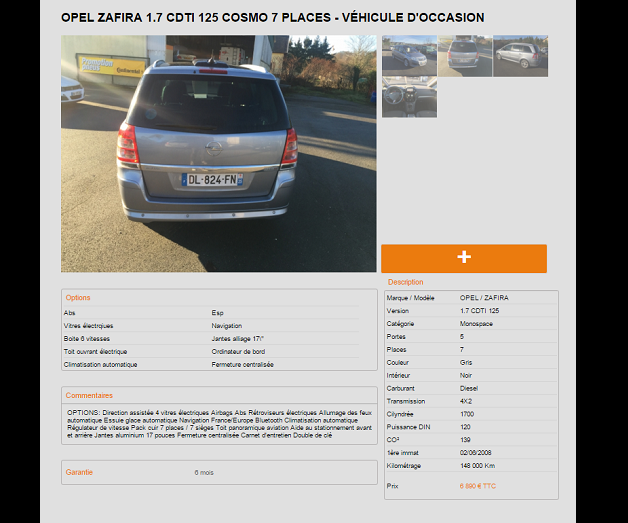 OPEL ZAFIRA 1.7 CDTI 125 COSMO 7 PLACES - VÉHICULE D'OCCASION
DL-824-FN
Options
Abs Esp
Vitres électrqiues Navigation
Boite 6 vitesses Jantes alliage 17\"
Toit ouvrant électrique Ordinateur de bord
Climatisation automatique Fermeture centralisée
Commentaires
OPTIONS: Direction assistée 4 vitres électriques Airbags Abs Rétroviseurs électriques Allumage des feux
automatique Essuie glace automatique Navigation France/Europe Bluetooth Climatisation automatique
Régulateur de vitesse Pack cuir 7 places / 7 sièges Toit panoramique aviation Aide au stationnement avant
et arrière Jantes aluminium 17 pouces Fermeture centralisée Carnet d'entretien Double de clé
Garantie 6 mois
+
Description
Marque / Modèle OPEL / ZAFIRA
Version 1.7 CDTI 125
Catégorie Monospace
Portes 5
Places 7
Couleur Gris
Intérieur Noir
Carburant Diesel
Transmission 4X2
Cilyndrée 1700
Puissance DIN 120
CO² 139
1ère immat 02/06/2008
Kilométrage 148 000 Km
Prix 6 890 € TTC